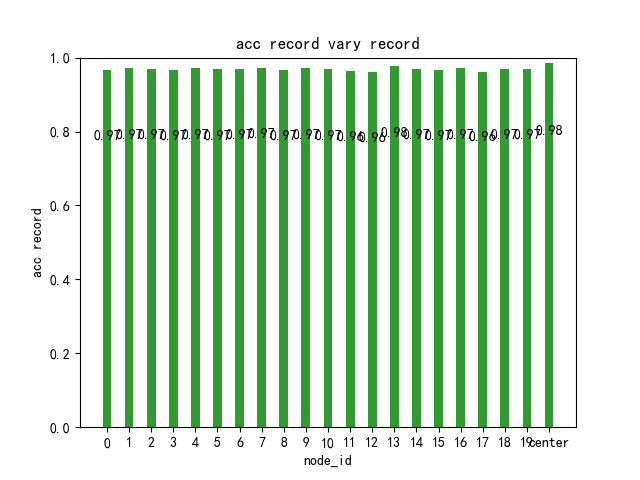 acc record vary record
1.0
0.8
0.6
0.4
0.2
0.0
acc record
0.97 0.97 0.97 0.97 0.97 0.97 0.97 0.97 0.97 0.97 0.97 0.96 0.96 0.98 0.97 0.97 0.97 0.96 0.97 0.97 0.98
0 1 2 3 4 5 6 7 8 9 10 11 12 13 14 15 16 17 18 19 center
node_id